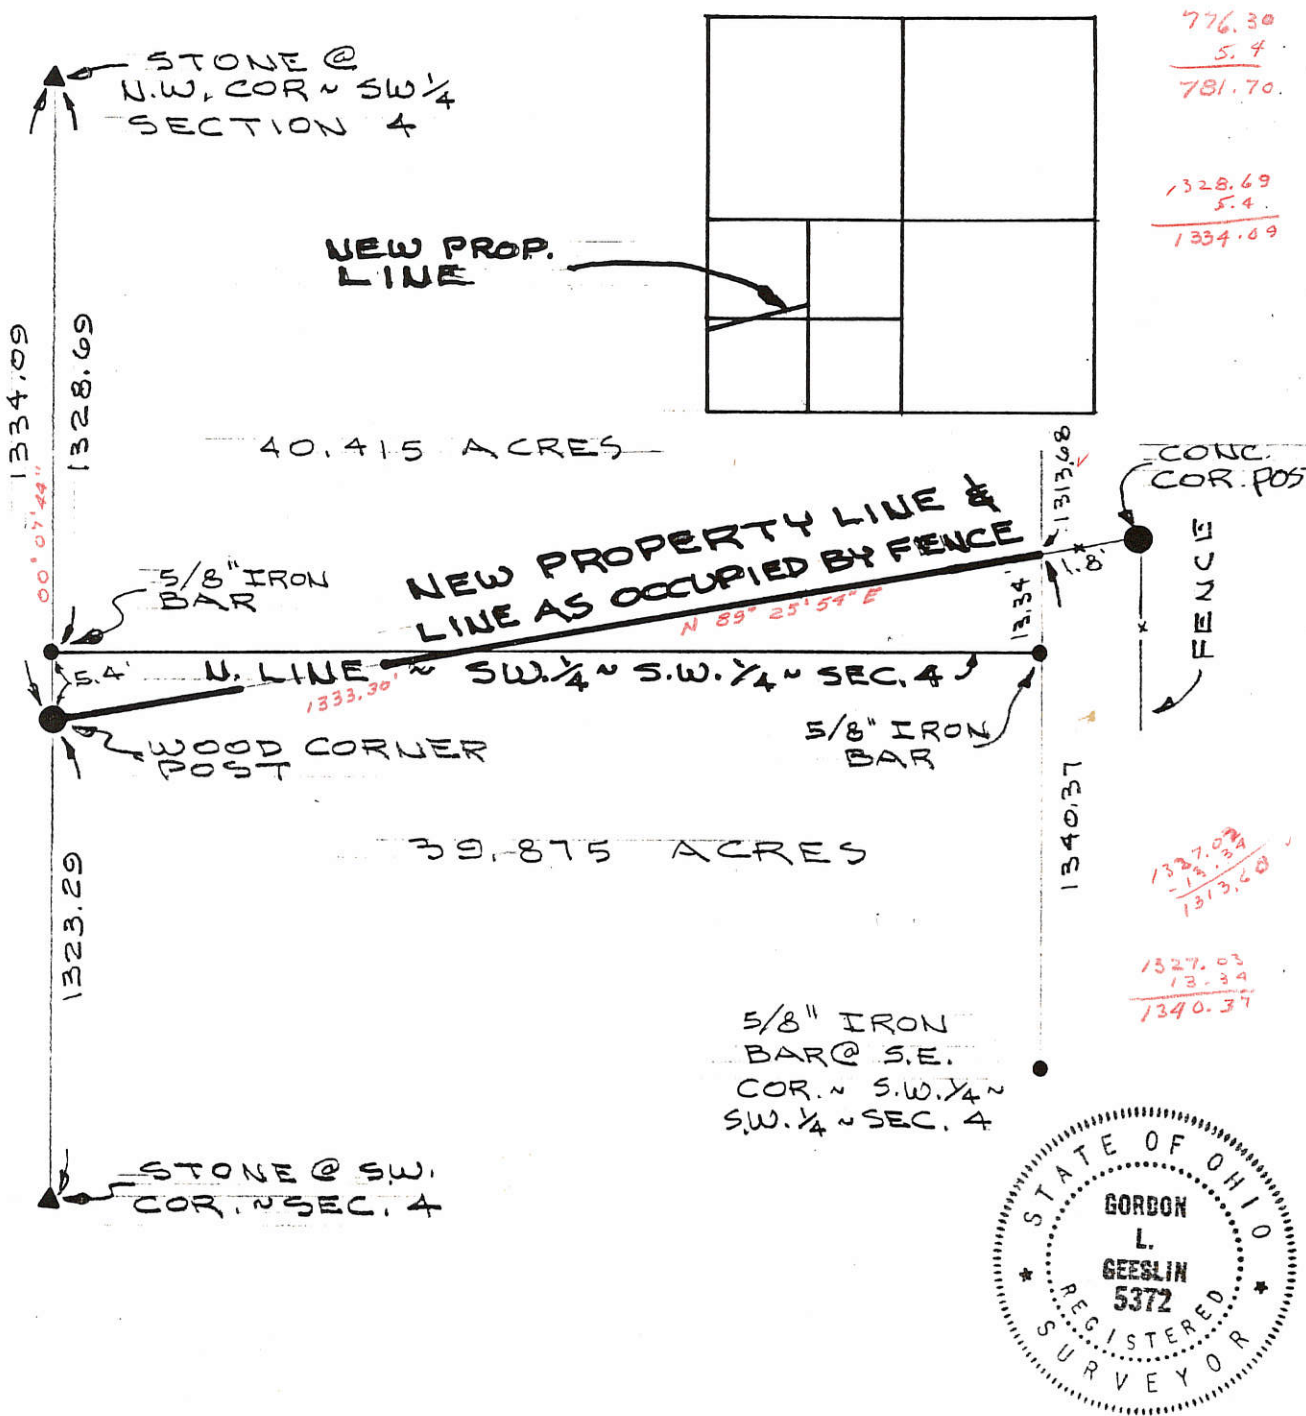 STONE @
N.W. COR ~ SW 1/4
SECTION 4
776.30
5.4
781.70.
1328.69
5.4.
1334.09
NEW PROP.
LINE
1334.09
1328.69
00° 07' 44"
40.415 ACRES
1313.68
CONC.
COR. POST
FENCE
1.8'
NEW PROPERTY LINE &
LINE AS OCCUPIED BY FENCE
N 89° 25' 54" E
13.34'
5/8" IRON
BAR
5.4'
N. LINE ~ SW. 1/4 ~ S.W. 1/4 ~ SEC. 4
1333.30'
WOOD CORNER
POST
5/8" IRON
BAR
1340.37
39.875 ACRES
1323.29
-13.34
1313.68
1327.03
13.34
1340.37
5/8" IRON
BAR @ S.E.
COR. ~ S.W. 1/4 ~
S.W. 1/4 ~ SEC. 4
STONE @ S.W.
COR. ~ SEC. 4
STATE OF OHIO
GORDON
L.
GEESLIN
5372
REGISTERED
SURVEYOR